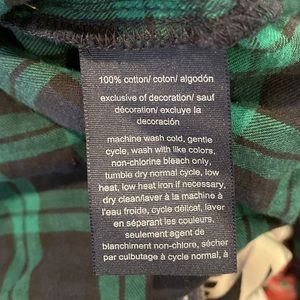 100% cotton/ coton/ algodón
exclusive of decoration/ sauf
décoration/ excluye la
decoración
machine wash cold, gentle
cycle, wash with like colors,
non-chlorine bleach only,
tumble dry normal cycle, low
heat, low heat iron if necessary.
dry clean/laver à la machine à
l'eau froide, cycle délicat, laver
en séparant les couleurs.
seulement agent de
blanchiment non-chlore, sécher
par culbutage à cycle normal, à